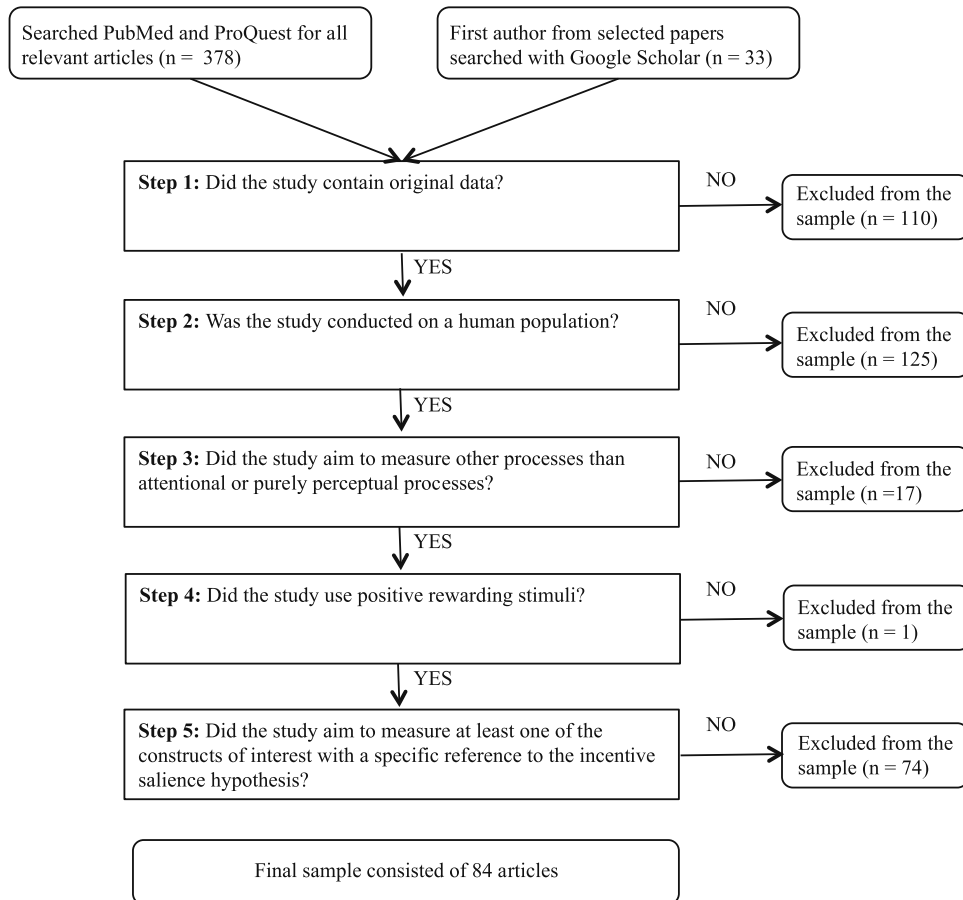 Searched PubMed and ProQuest for all
relevant articles (n =  378)
First author from selected papers
searched with Google Scholar (n = 33)
Step 1: Did the study contain original data?
NO
Excluded from the
sample (n = 110)
YES
Step 2: Was the study conducted on a human population?
NO
Excluded from the
sample (n = 125)
YES
Step 3: Did the study aim to measure other processes than
attentional or purely perceptual processes?
NO
Excluded from the
sample (n =17)
YES
Step 4: Did the study use positive rewarding stimuli?
NO
Excluded from the
sample (n = 1)
YES
Step 5: Did the study aim to measure at least one of the
constructs of interest with a specific reference to the incentive
salience hypothesis?
NO
Excluded from the
sample (n = 74)
Final sample consisted of 84 articles